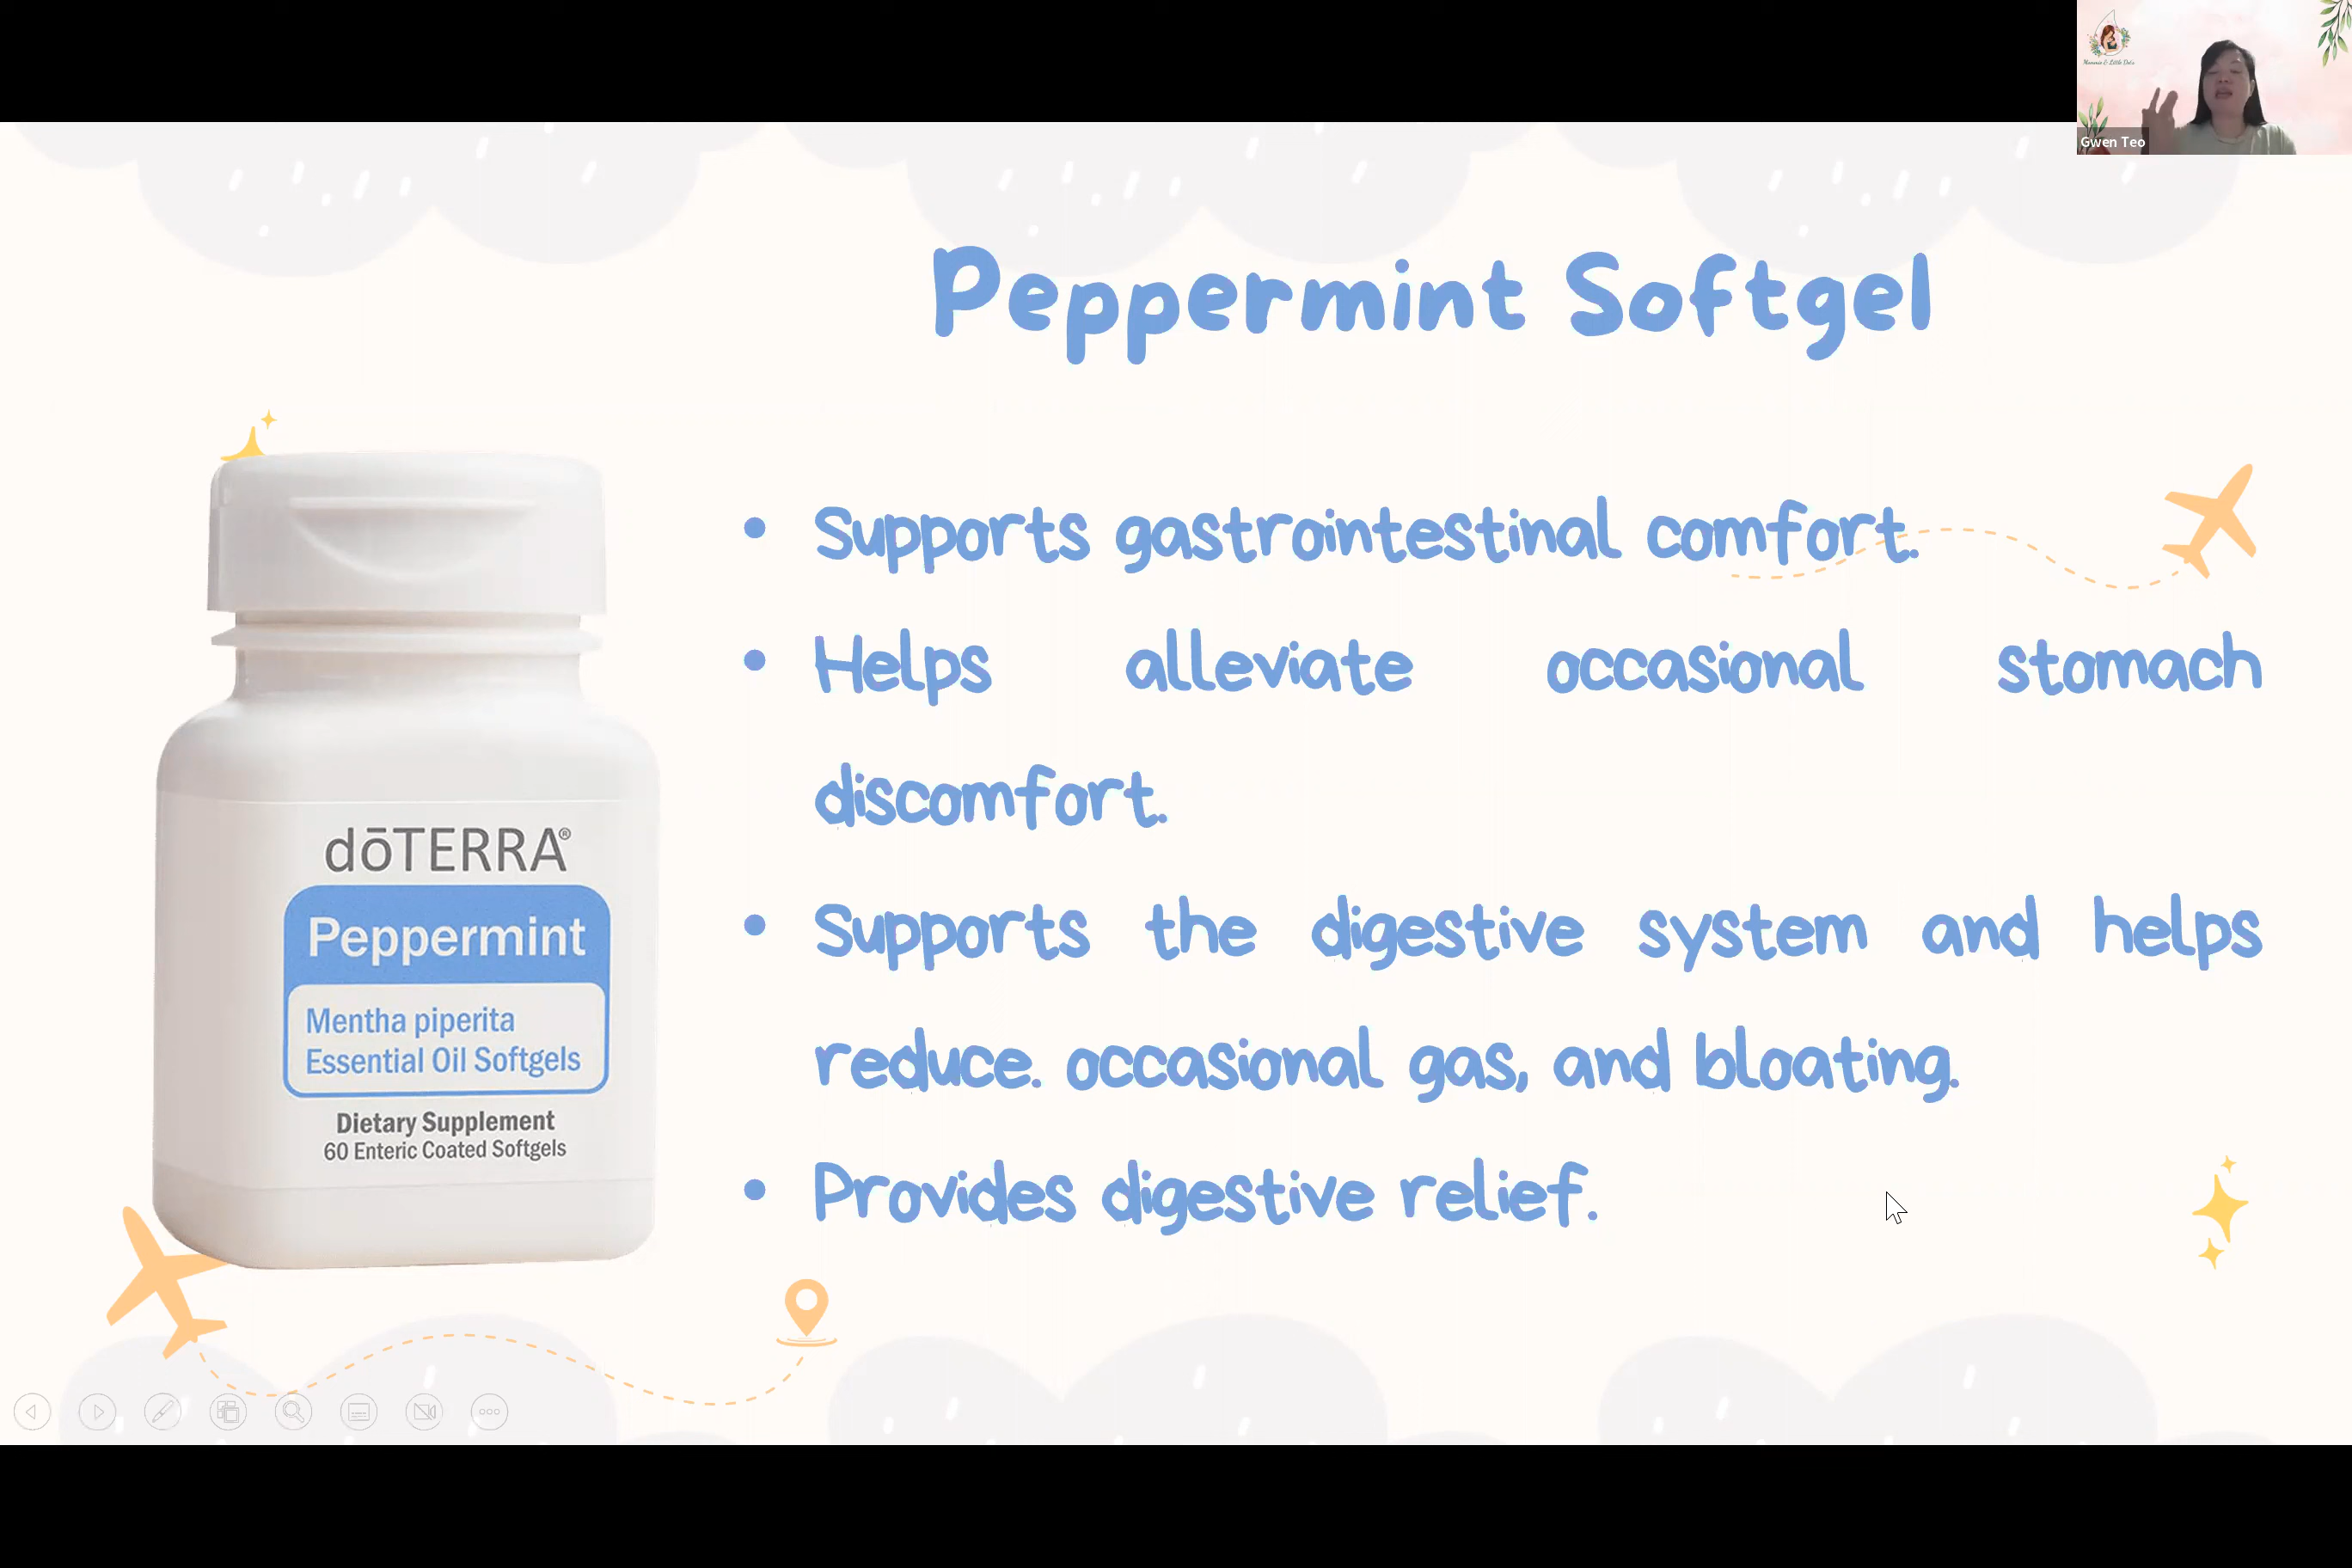 Gwen Teo
Peppermint Softgel
• Supports gastrointestinal comfort.
• Helps alleviate occasional stomach
discomfort.
• Supports the digestive system and helps
reduce. occasional gas, and bloating.
• Provides digestive relief.
dōTERRA®
Peppermint
Mentha piperita
Essential Oil Softgels
Dietary Supplement
60 Enteric Coated Softgels